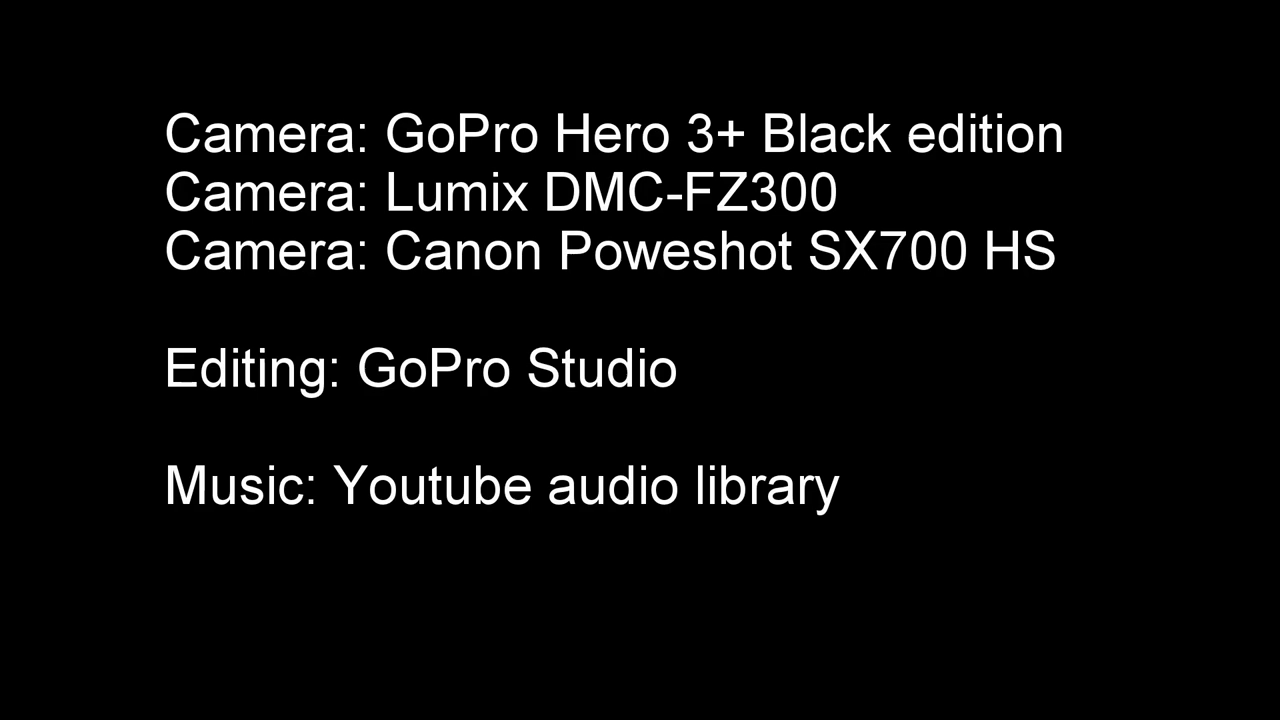 Camera: GoPro Hero 3+ Black edition
Camera: Lumix DMC-FZ300
Camera: Canon Poweshot SX700 HS
Editing: GoPro Studio
Music: Youtube audio library